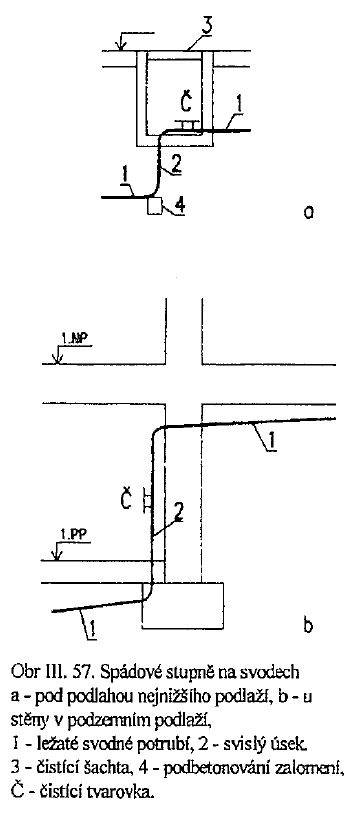 3
Č
1
1
2
4
a
1.NP
1
Č
2
1.PP
1
b
Obr III. 57. Spádové stupně na svodech
a - pod podlahou nejnižšího podlaží, b - u
stěny v podzemním podlaží,
1 - ležaté svodné potrubí, 2 - svislý úsek.
3 - čistící šachta, 4 - podbetonování zalomení,
Č - čistící tvarovka.